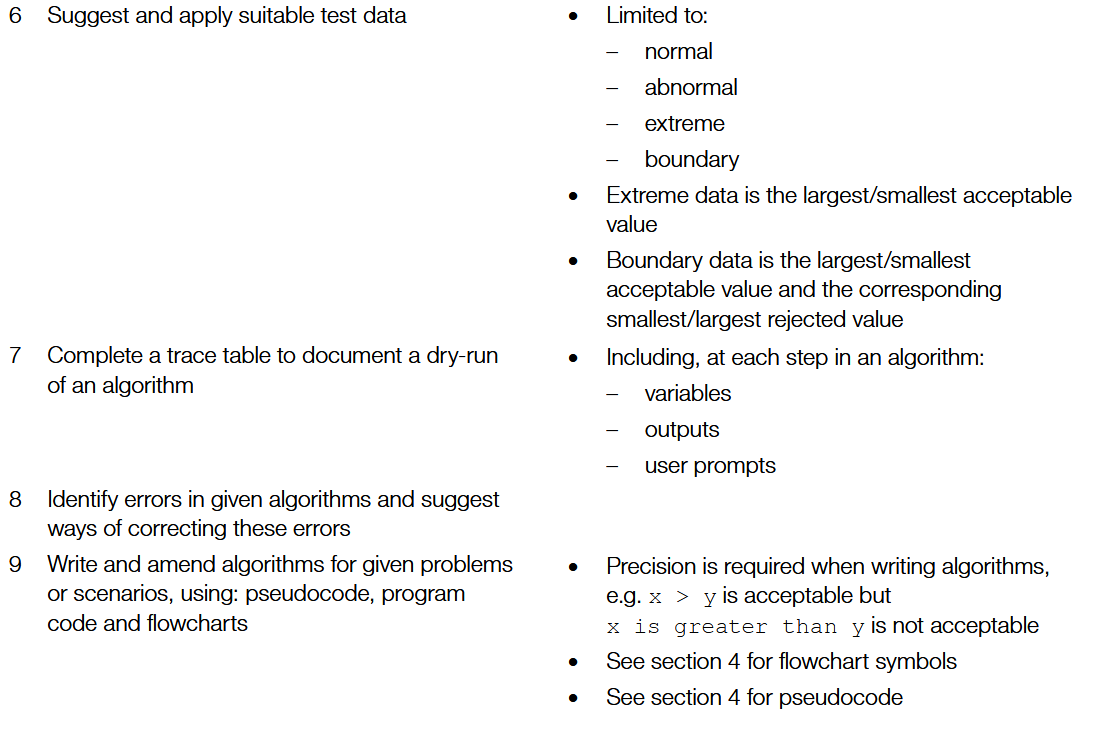 6 Suggest and apply suitable test data
• Limited to:
– normal
– abnormal
– extreme
– boundary
• Extreme data is the largest/smallest acceptable
value
• Boundary data is the largest/smallest
acceptable value and the corresponding
smallest/largest rejected value
7 Complete a trace table to document a dry-run
of an algorithm
• Including, at each step in an algorithm:
– variables
– outputs
– user prompts
8 Identify errors in given algorithms and suggest
ways of correcting these errors
9 Write and amend algorithms for given problems
or scenarios, using: pseudocode, program
code and flowcharts
• Precision is required when writing algorithms,
e.g. x > y is acceptable but
x is greater than y is not acceptable
• See section 4 for flowchart symbols
• See section 4 for pseudocode